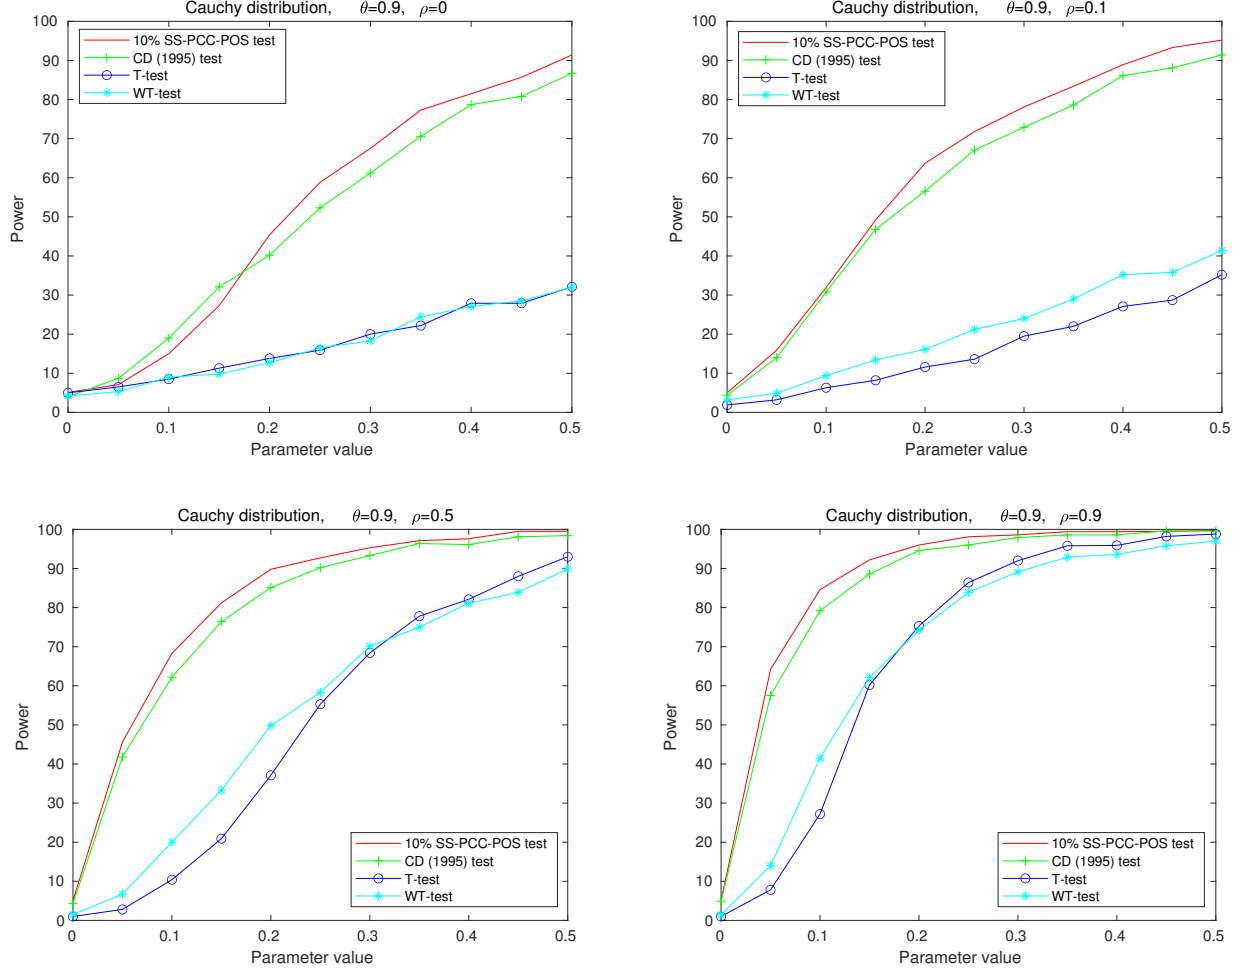 Cauchy distribution, θ=0.9, ρ=0
100
90
80
70
60
50
40
30
20
10
0
Power
10% SS-PCC-POS test
CD (1995) test
T-test
WT-test
0 0.1 0.2 0.3 0.4 0.5
Parameter value
Cauchy distribution, θ=0.9, ρ=0.1
100
90
80
70
60
50
40
30
20
10
0
Power
10% SS-PCC-POS test
CD (1995) test
T-test
WT-test
0 0.1 0.2 0.3 0.4 0.5
Parameter value
Cauchy distribution, θ=0.9, ρ=0.5
100
90
80
70
60
50
40
30
20
10
0
Power
10% SS-PCC-POS test
CD (1995) test
T-test
WT-test
0 0.1 0.2 0.3 0.4 0.5
Parameter value
Cauchy distribution, θ=0.9, ρ=0.9
100
90
80
70
60
50
40
30
20
10
0
Power
10% SS-PCC-POS test
CD (1995) test
T-test
WT-test
0 0.1 0.2 0.3 0.4 0.5
Parameter value